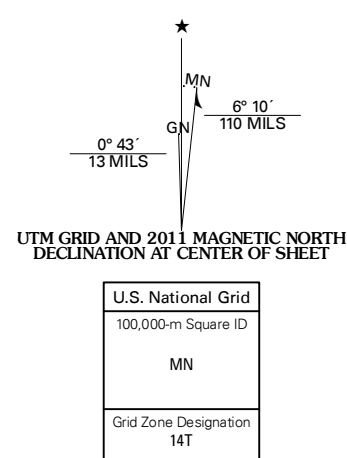 ★
MN
6° 10´
110 MILS
GN
0° 43´
13 MILS
UTM GRID AND 2011 MAGNETIC NORTH
DECLINATION AT CENTER OF SHEET
U.S. National Grid
100,000-m Square ID
MN
Grid Zone Designation
14T